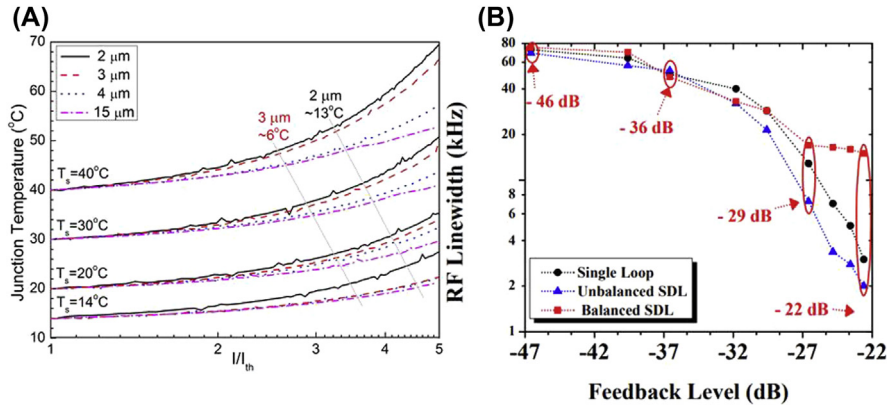 (A)
Junction Temperature (°C)
70
60
50
40
30
20
10
2 μm
3 μm
4 μm
15 μm
3 μm
~6°C
2 μm
~13°C
Ts=40°C
Ts=30°C
Ts=20°C
Ts=14°C
1
2
3
4
5
I/Ith
(B)
RF Linewidth (kHz)
80
60
40
20
8
6
4
2
1
- 46 dB
- 36 dB
- 29 dB
- 22 dB
Single Loop
Unbalanced SDL
Balanced SDL
-47
-42
-37
-32
-27
-22
Feedback Level (dB)